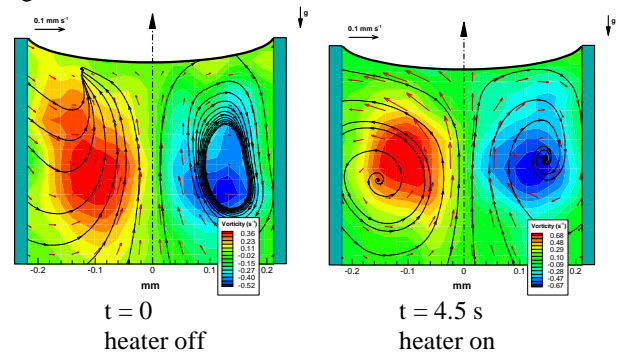 0.1 mm s⁻¹
g
0.1 mm s⁻¹
g
Vorticity (s⁻¹)
0.36
0.23
0.11
-0.02
-0.15
-0.27
-0.40
-0.52
Vorticity (s⁻¹)
0.68
0.48
0.29
0.10
-0.09
-0.28
-0.47
-0.67
-0.2 -0.1 0 0.1 0.2
-0.2 -0.1 0 0.1 0.2
mm
mm
t = 0
t = 4.5 s
heater off
heater on